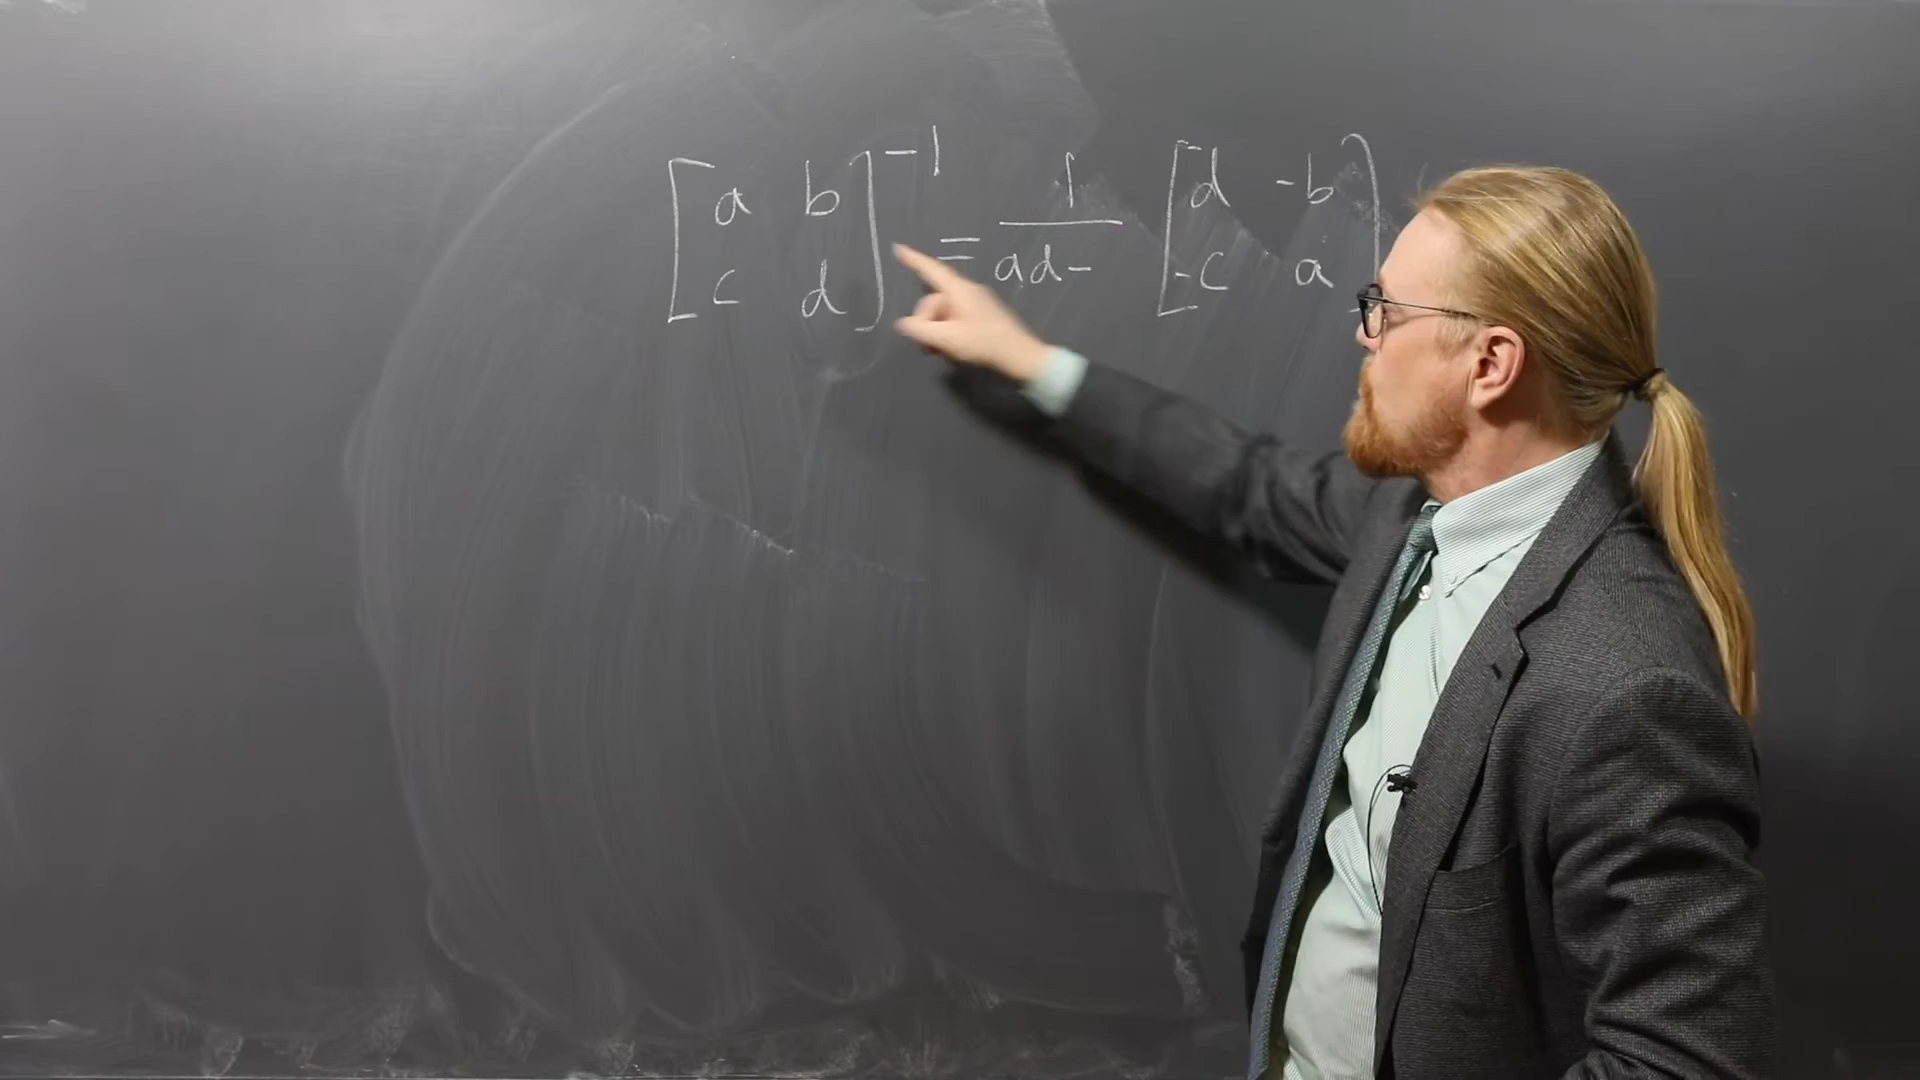 [a b]⁻¹ = 1 [d -b]
[c d] ad- [-c a]